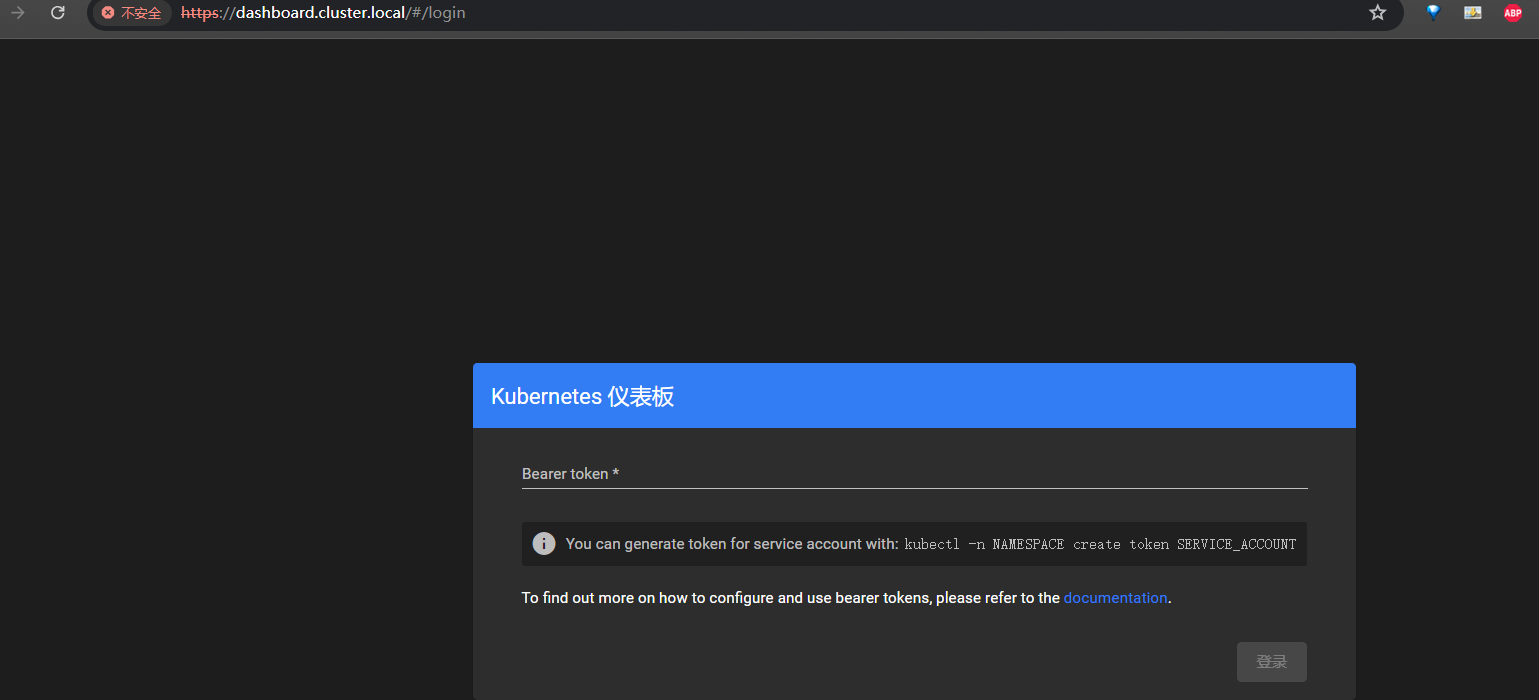 不安全 https://dashboard.cluster.local/#/login ABP
Kubernetes 仪表板
Bearer token *
You can generate token for service account with: kubectl -n NAMESPACE create token SERVICE_ACCOUNT
To find out more on how to configure and use bearer tokens, please refer to the documentation.
登录